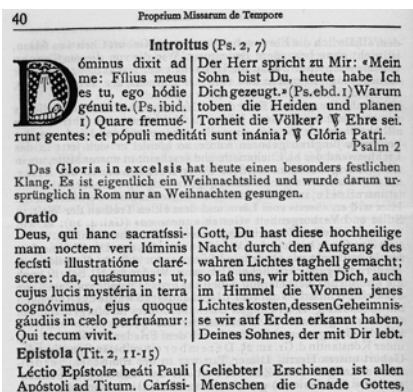 40 Proprium Missarum de Tempore
Introitus (Ps. 2, 7)
Dóminus dixit ad
me: Fílius meus
es tu, ego hódie
génui te. (Ps. ibid.
1) Quare fremué-
runt gentes: et pópuli meditáti sunt inánia? ℣ Glória Patri.
Der Herr spricht zu Mir: «Mein
Sohn bist Du, heute habe Ich
Dich gezeugt.» (Ps. ebd. 1) Warum
toben die Heiden und planen
Torheit die Völker? ℣ Ehre sei.
Psalm 2
Das Gloria in excelsis hat heute einen besonders festlichen
Klang. Es ist eigentlich ein Weihnachtslied und wurde darum ur-
sprünglich in Rom nur an Weihnachten gesungen.
Oratio
Deus, qui hanc sacratíssi-
mam noctem veri lúminis
fecísti illustratióne claré-
scere: da, quǽsumus; ut,
cujus lucis mystéria in terra
cognóvimus, ejus quoque
gáudiis in cælo perfruámur:
Qui tecum vivit.
Gott, Du hast diese hochheilige
Nacht durch den Aufgang des
wahren Lichtes taghell gemacht;
so laß uns, wir bitten Dich, auch
im Himmel die Wonnen jenes
Lichtes kosten, dessen Geheimnis-
se wir auf Erden erkannt haben,
Deines Sohnes, der mit Dir lebt.
Epistola (Tit. 2, 11-15)
Léctio Epístolæ beáti Pauli
Apóstoli ad Titum. Caríssi-
Geliebter! Erschienen ist allen
Menschen die Gnade Gottes,